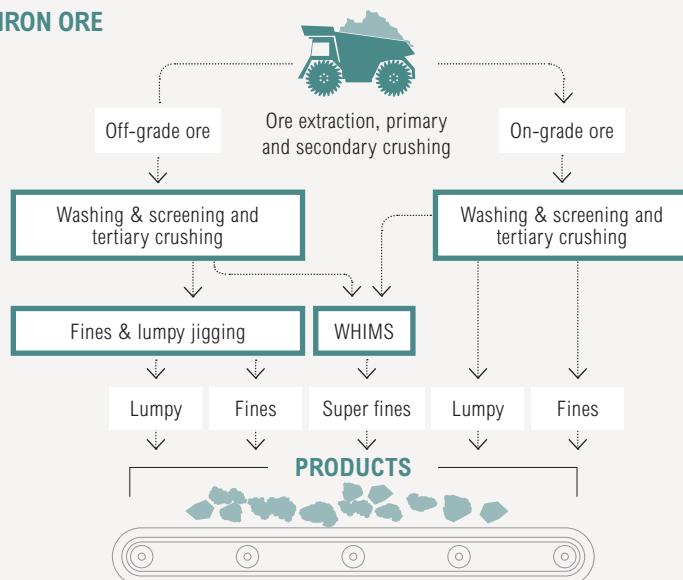 IRON ORE
Ore extraction, primary
and secondary crushing
Off-grade ore
On-grade ore
Washing & screening and
tertiary crushing
Washing & screening and
tertiary crushing
Fines & lumpy jigging
WHIMS
Lumpy
Fines
Super fines
Lumpy
Fines
PRODUCTS